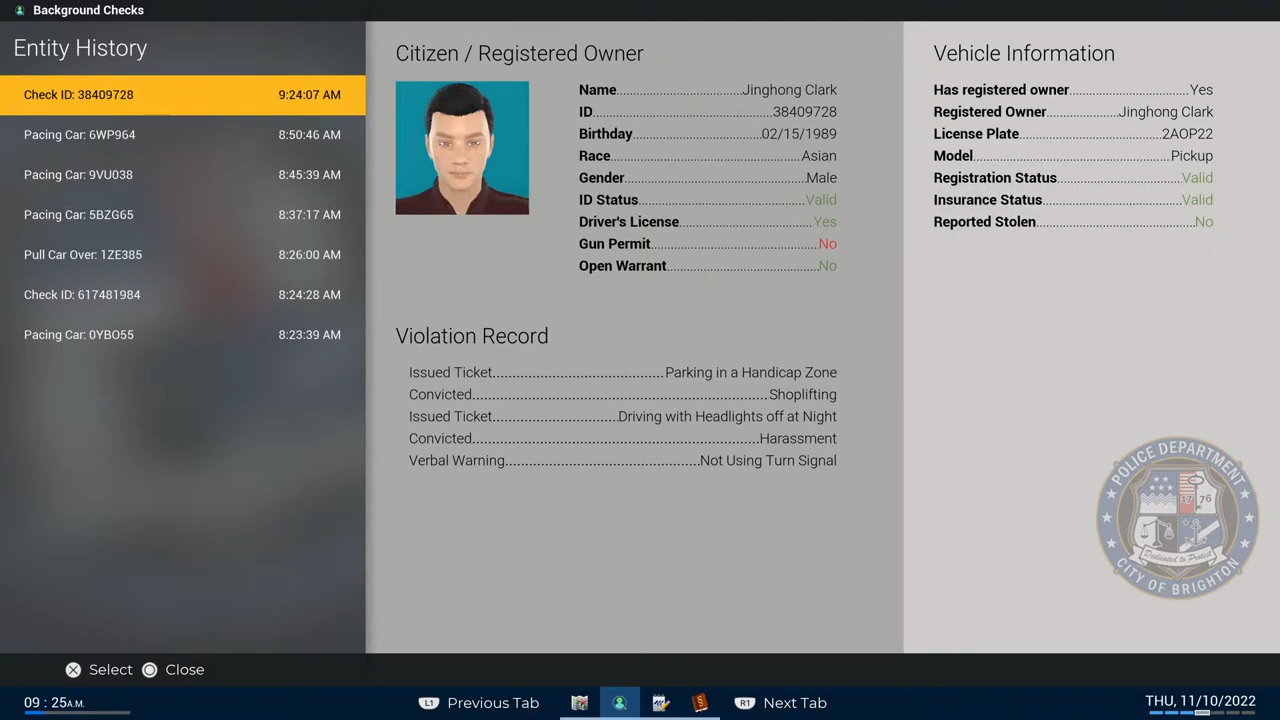 Background Checks
Entity History
Check ID: 38409728 9:24:07 AM
Pacing Car: 6WP964 8:50:46 AM
Pacing Car: 9VU038 8:45:39 AM
Pacing Car: 5BZG65 8:37:17 AM
Pull Car Over: 1ZE385 8:26:00 AM
Check ID: 617481984 8:24:28 AM
Pacing Car: 0YBO55 8:23:39 AM
Citizen / Registered Owner
Name Jinghong Clark
ID 38409728
Birthday 02/15/1989
Race Asian
Gender Male
ID Status Valid
Driver's License Yes
Gun Permit No
Open Warrant No
Violation Record
Issued Ticket Parking in a Handicap Zone
Convicted Shoplifting
Issued Ticket Driving with Headlights off at Night
Convicted Harassment
Verbal Warning Not Using Turn Signal
Vehicle Information
Has registered owner Yes
Registered Owner Jinghong Clark
License Plate 2AOP22
Model Pickup
Registration Status Valid
Insurance Status Valid
Reported Stolen No
POLICE DEPARTMENT
17 76
Dedicated to Protect
CITY OF BRIGHTON
Select Close
09 : 25 A.M.
L1 Previous Tab
R1 Next Tab
THU, 11/10/2022